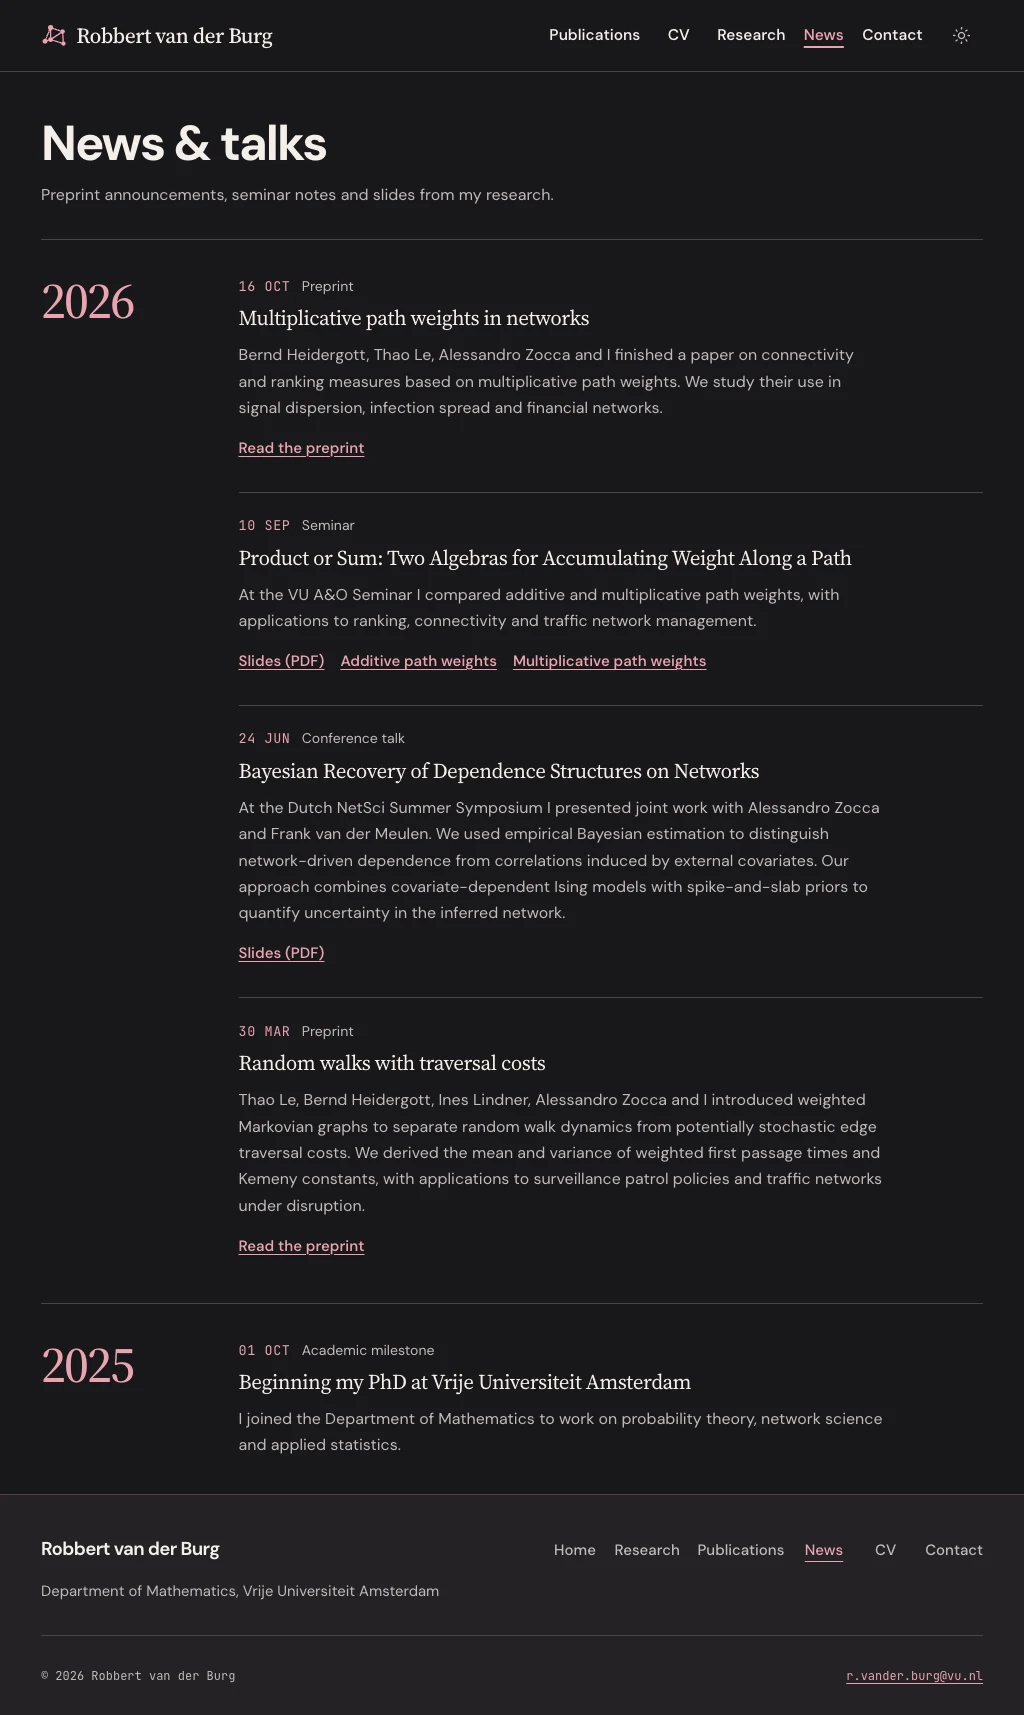 Robbert van der Burg
Publications CV Research News Contact
News & talks
Preprint announcements, seminar notes and slides from my research.
2026
16 OCT Preprint
Multiplicative path weights in networks
Bernd Heidergott, Thao Le, Alessandro Zocca and I finished a paper on connectivity
and ranking measures based on multiplicative path weights. We study their use in
signal dispersion, infection spread and financial networks.
Read the preprint
10 SEP Seminar
Product or Sum: Two Algebras for Accumulating Weight Along a Path
At the VU A&O Seminar I compared additive and multiplicative path weights, with
applications to ranking, connectivity and traffic network management.
Slides (PDF) Additive path weights Multiplicative path weights
24 JUN Conference talk
Bayesian Recovery of Dependence Structures on Networks
At the Dutch NetSci Summer Symposium I presented joint work with Alessandro Zocca
and Frank van der Meulen. We used empirical Bayesian estimation to distinguish
network-driven dependence from correlations induced by external covariates. Our
approach combines covariate-dependent Ising models with spike-and-slab priors to
quantify uncertainty in the inferred network.
Slides (PDF)
30 MAR Preprint
Random walks with traversal costs
Thao Le, Bernd Heidergott, Ines Lindner, Alessandro Zocca and I introduced weighted
Markovian graphs to separate random walk dynamics from potentially stochastic edge
traversal costs. We derived the mean and variance of weighted first passage times and
Kemeny constants, with applications to surveillance patrol policies and traffic networks
under disruption.
Read the preprint
2025
01 OCT Academic milestone
Beginning my PhD at Vrije Universiteit Amsterdam
I joined the Department of Mathematics to work on probability theory, network science
and applied statistics.
Robbert van der Burg
Home Research Publications News CV Contact
Department of Mathematics, Vrije Universiteit Amsterdam
© 2026 Robbert van der Burg
r.vander.burg@vu.nl